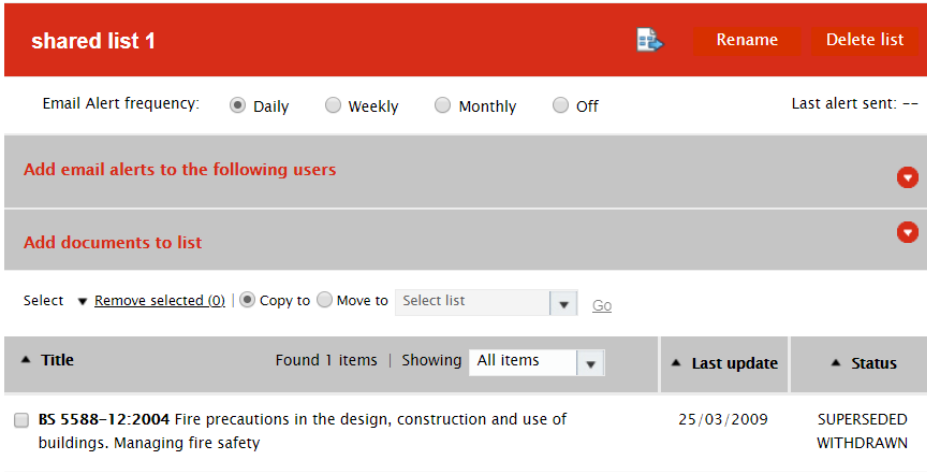 shared list 1 Rename Delete list
Email Alert frequency: Daily Weekly Monthly Off Last alert sent: --
Add email alerts to the following users
Add documents to list
Select Remove selected (0) | Copy to Move to Select list Go
Title Found 1 items | Showing All items Last update Status
BS 5588-12:2004 Fire precautions in the design, construction and use of 25/03/2009 SUPERSEDED
buildings. Managing fire safety WITHDRAWN